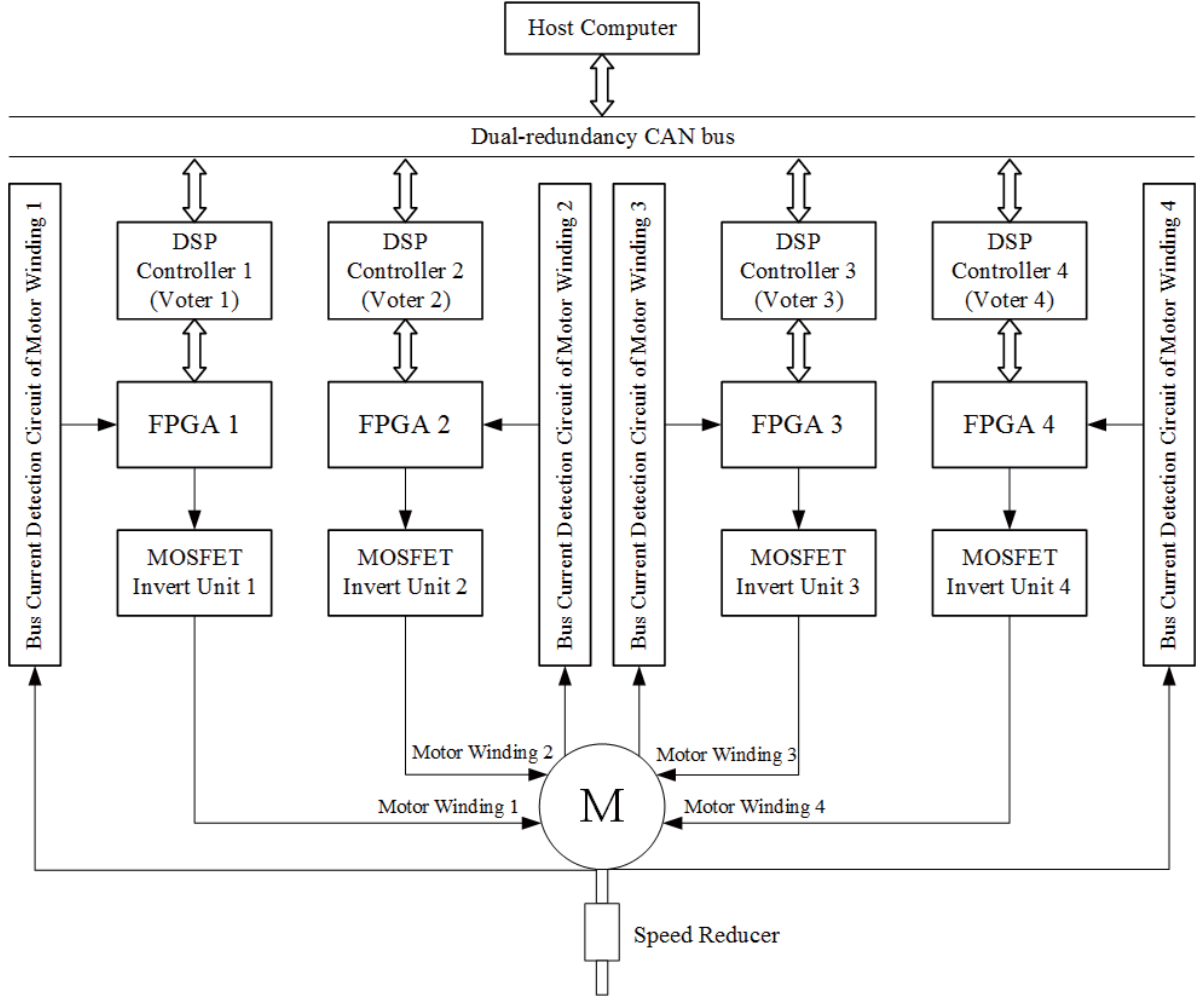 Host Computer
Dual-redundancy CAN bus
Bus Current Detection Circuit of Motor Winding 1
DSP
Controller 1
(Voter 1)
DSP
Controller 2
(Voter 2)
Bus Current Detection Circuit of Motor Winding 2
Bus Current Detection Circuit of Motor Winding 3
DSP
Controller 3
(Voter 3)
DSP
Controller 4
(Voter 4)
Bus Current Detection Circuit of Motor Winding 4
FPGA 1
FPGA 2
FPGA 3
FPGA 4
MOSFET
Invert Unit 1
MOSFET
Invert Unit 2
MOSFET
Invert Unit 3
MOSFET
Invert Unit 4
Motor Winding 2
Motor Winding 3
Motor Winding 1
M
Motor Winding 4
Speed Reducer